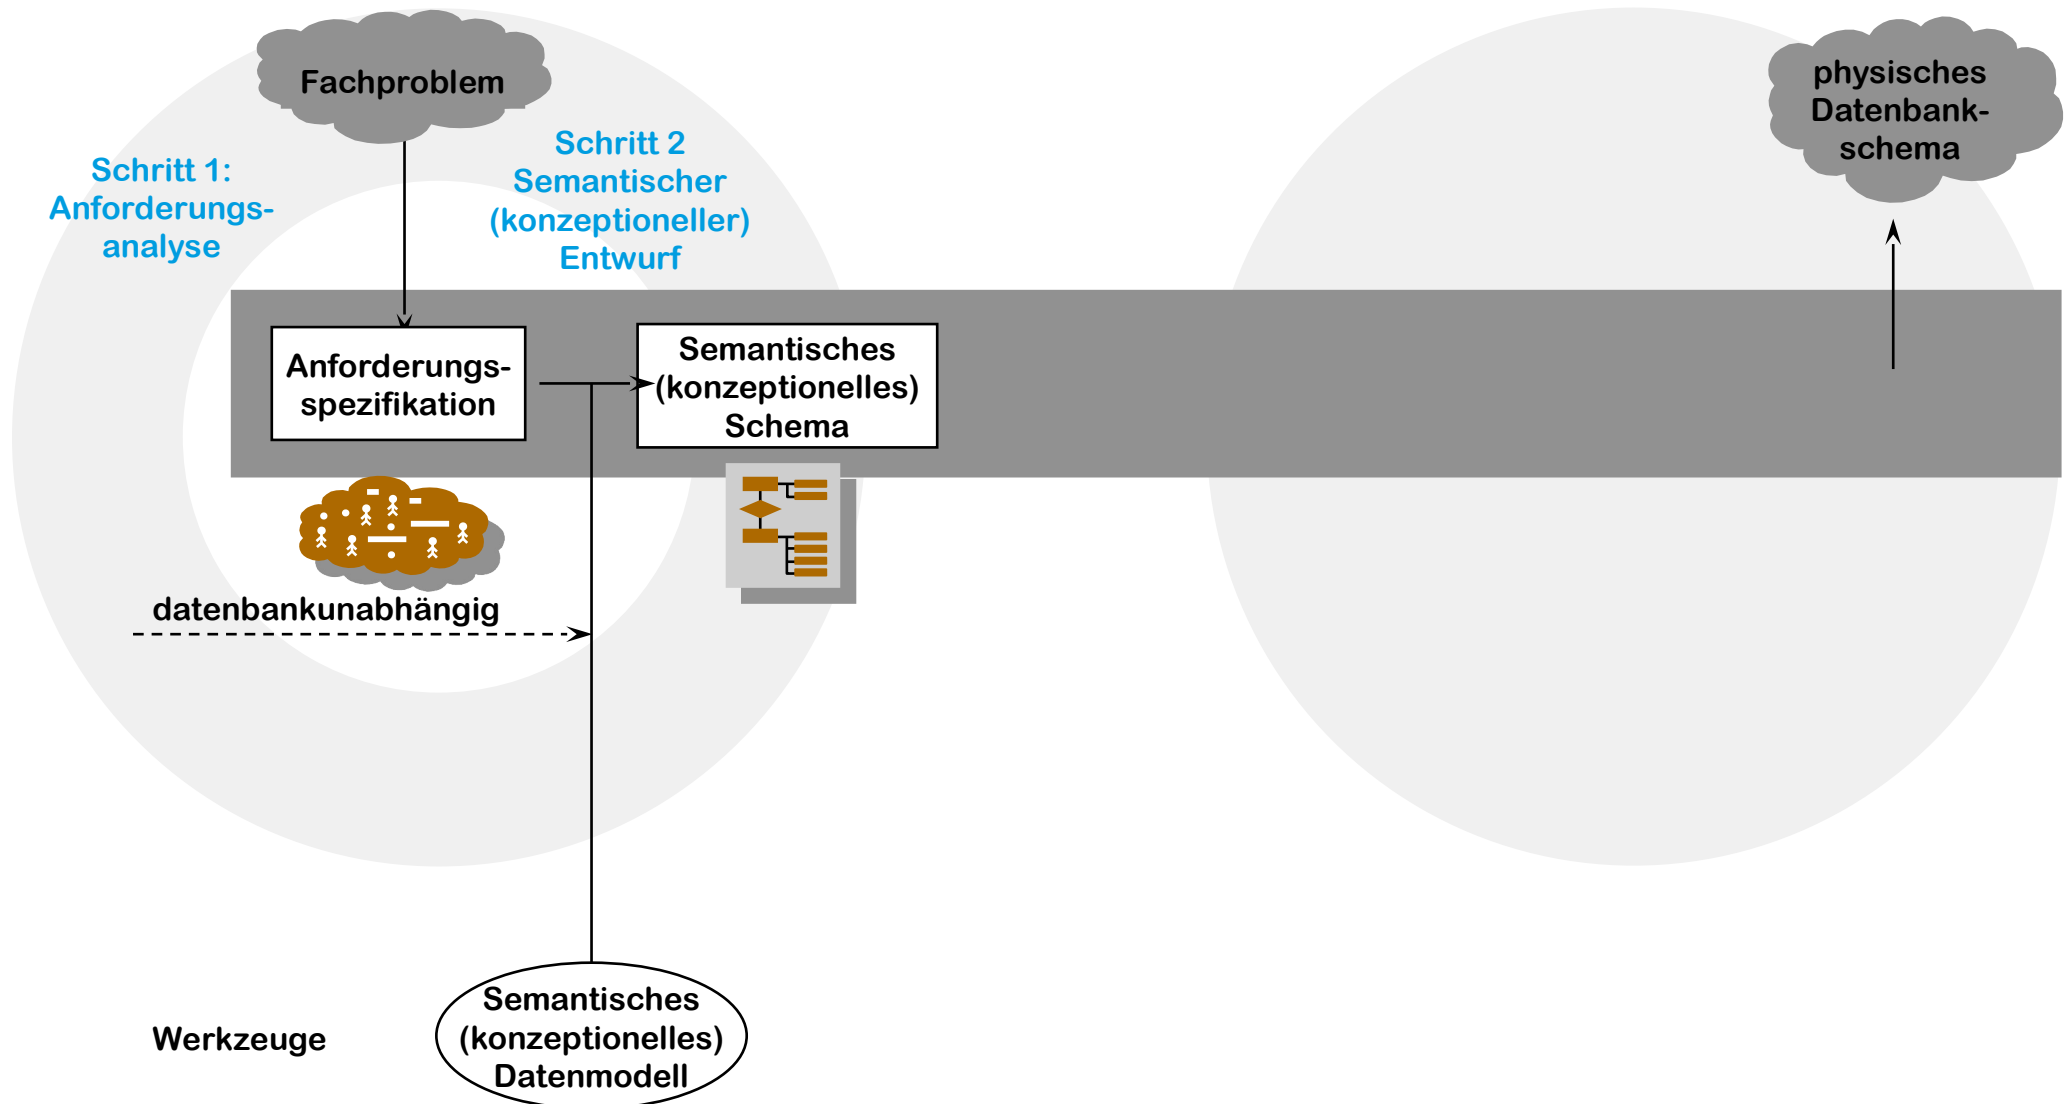 Fachproblem
physisches
Datenbank-
schema
Schritt 1:
Anforderungs-
analyse
Schritt 2
Semantischer
(konzeptioneller)
Entwurf
Anforderungs-
spezifikation
Semantisches
(konzeptionelles)
Schema
datenbankunabhängig
Werkzeuge
Semantisches
(konzeptionelles)
Datenmodell